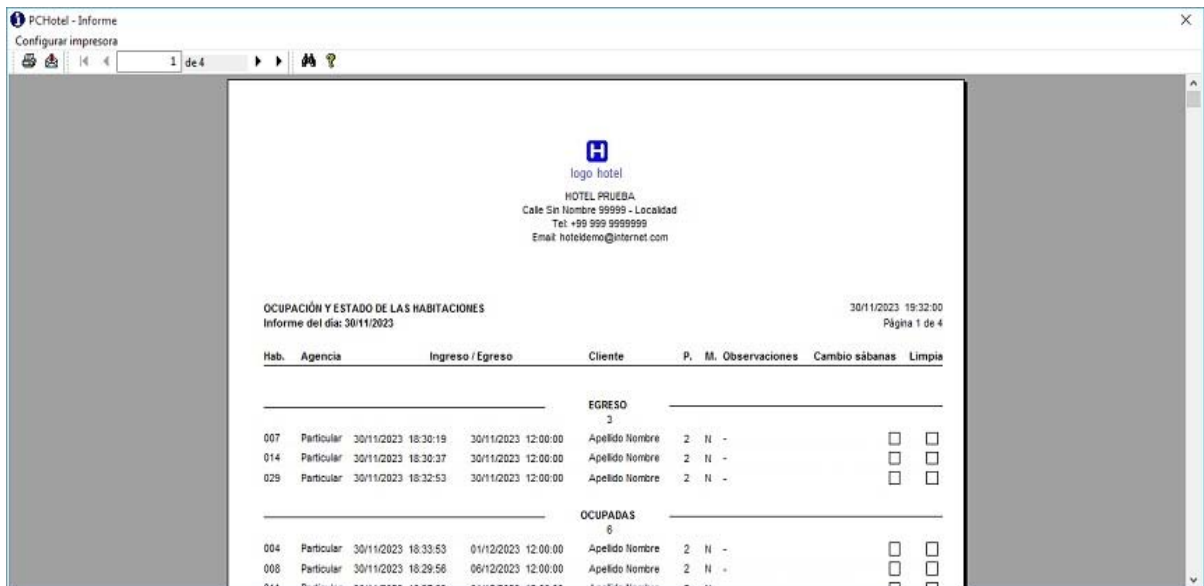 PCHotel - Informe
Configurar impresora
1 de 4
H
logo hotel
HOTEL PRUEBA
Calle Sin Nombre 99999 - Localidad
Tel: +99 999 9999999
Email: hoteldemo@internet.com
OCUPACIÓN Y ESTADO DE LAS HABITACIONES 30/11/2023 19:32:00
Informe del día: 30/11/2023 Página 1 de 4
Hab. Agencia Ingreso / Egreso Cliente P. M. Observaciones Cambio sábanas Limpia
EGRESO
3
007 Particular 30/11/2023 18:30:19 30/11/2023 12:00:00 Apellido Nombre 2 N -
014 Particular 30/11/2023 18:30:37 30/11/2023 12:00:00 Apellido Nombre 2 N -
029 Particular 30/11/2023 18:32:53 30/11/2023 12:00:00 Apellido Nombre 2 N -
OCUPADAS
6
004 Particular 30/11/2023 18:33:53 01/12/2023 12:00:00 Apellido Nombre 2 N -
008 Particular 30/11/2023 18:29:56 06/12/2023 12:00:00 Apellido Nombre 2 N -